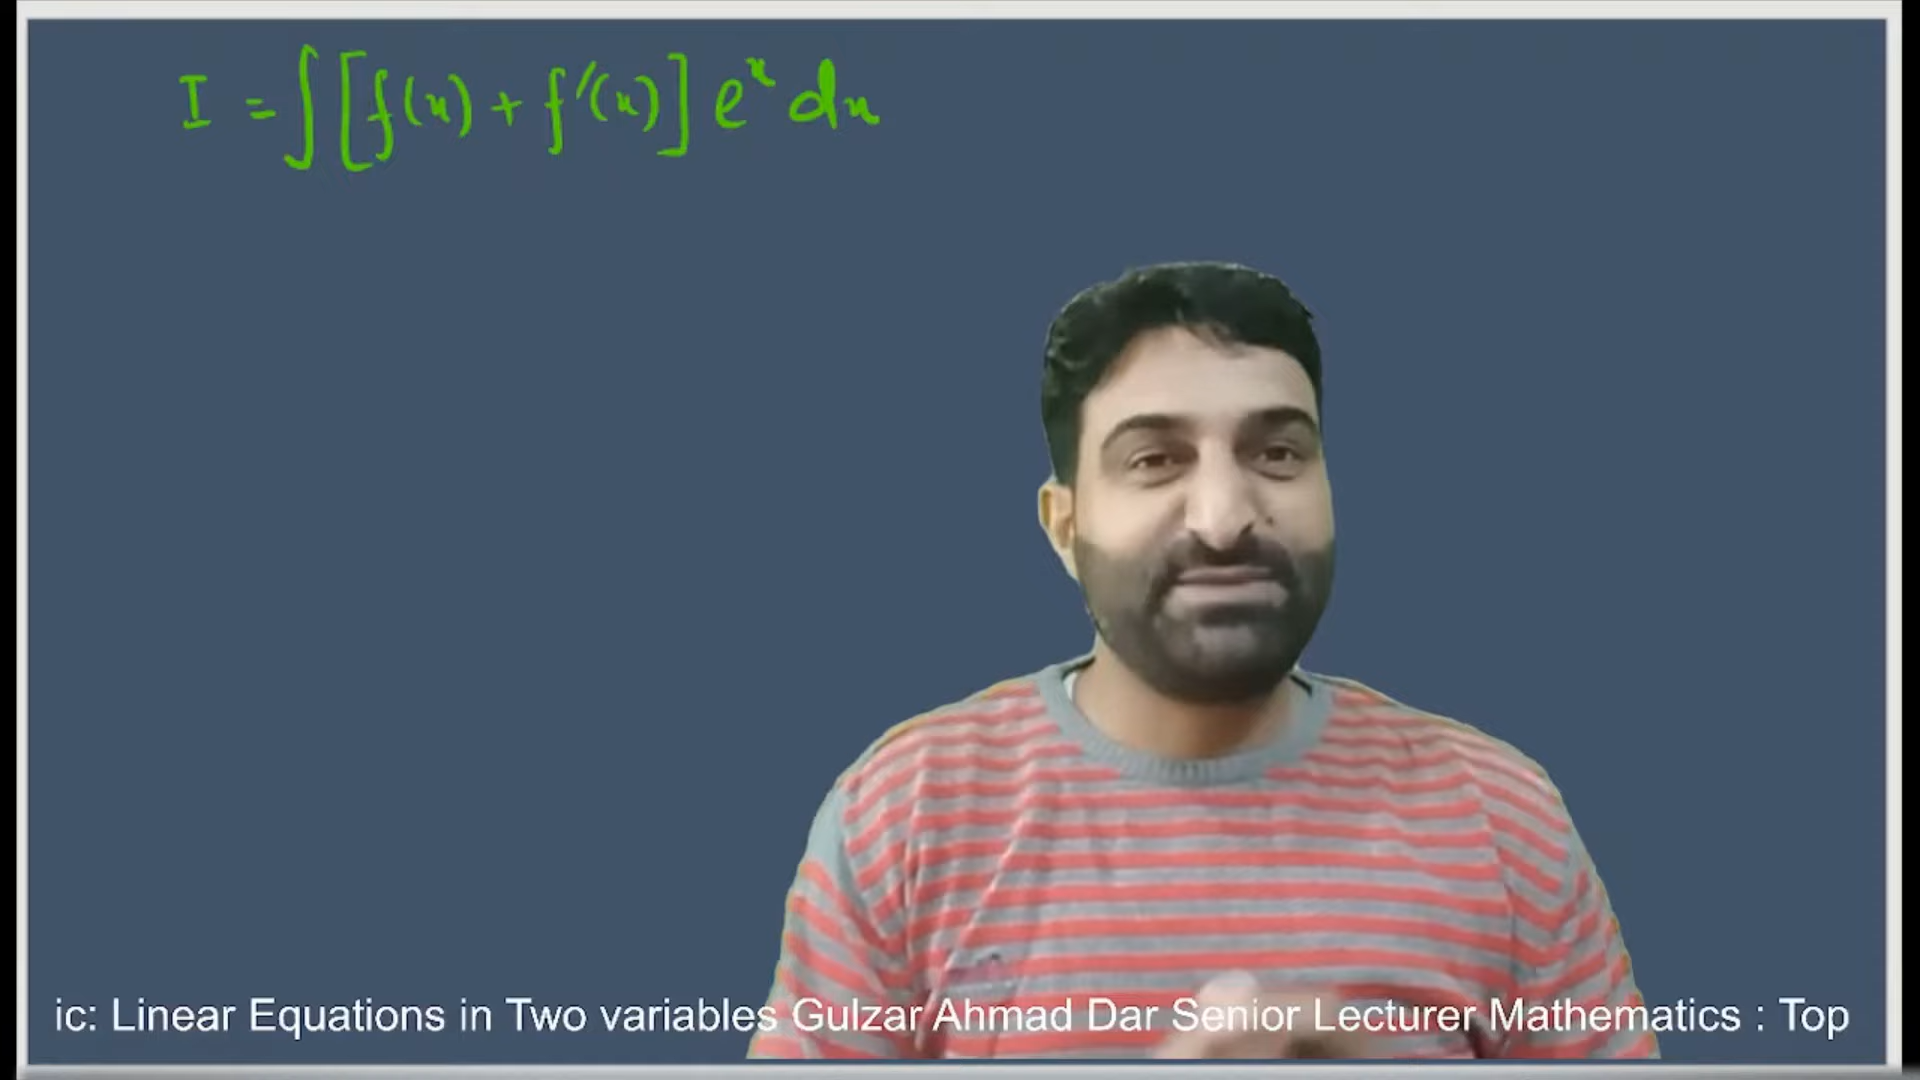 I = ∫ [f(x) + f'(x)] eˣ dx
ic: Linear Equations in Two variables Gulzar Ahmad Dar Senior Lecturer Mathematics : Top